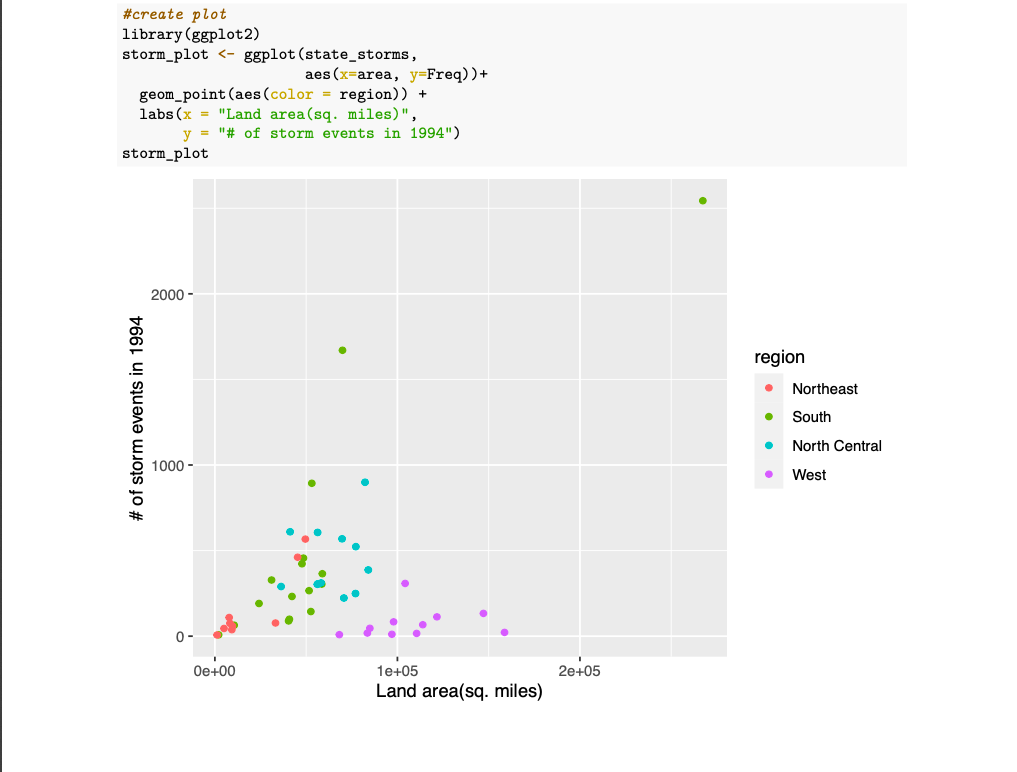 #create plot
library(ggplot2)
storm_plot <- ggplot(state_storms,
                     aes(x=area, y=Freq))+
  geom_point(aes(color = region)) +
  labs(x = "Land area(sq. miles)",
       y = "# of storm events in 1994")
storm_plot
2000
1000
0
# of storm events in 1994
0e+00 1e+05 2e+05
Land area(sq. miles)
region
Northeast
South
North Central
West